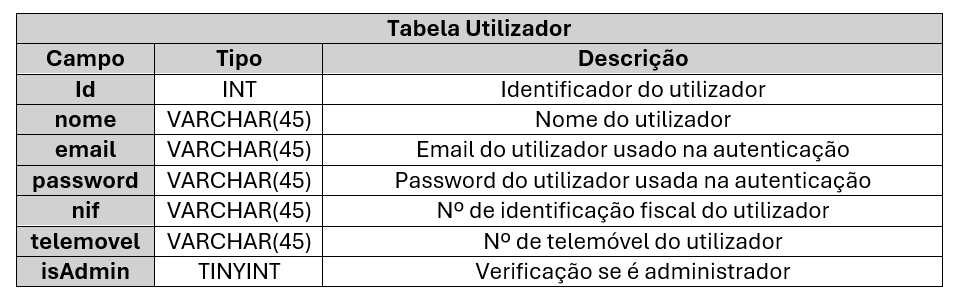 Tabela Utilizador
Campo Tipo Descrição
Id INT Identificador do utilizador
nome VARCHAR(45) Nome do utilizador
email VARCHAR(45) Email do utilizador usado na autenticação
password VARCHAR(45) Password do utilizador usada na autenticação
nif VARCHAR(45) Nº de identificação fiscal do utilizador
telemovel VARCHAR(45) Nº de telemóvel do utilizador
isAdmin TINYINT Verificação se é administrador